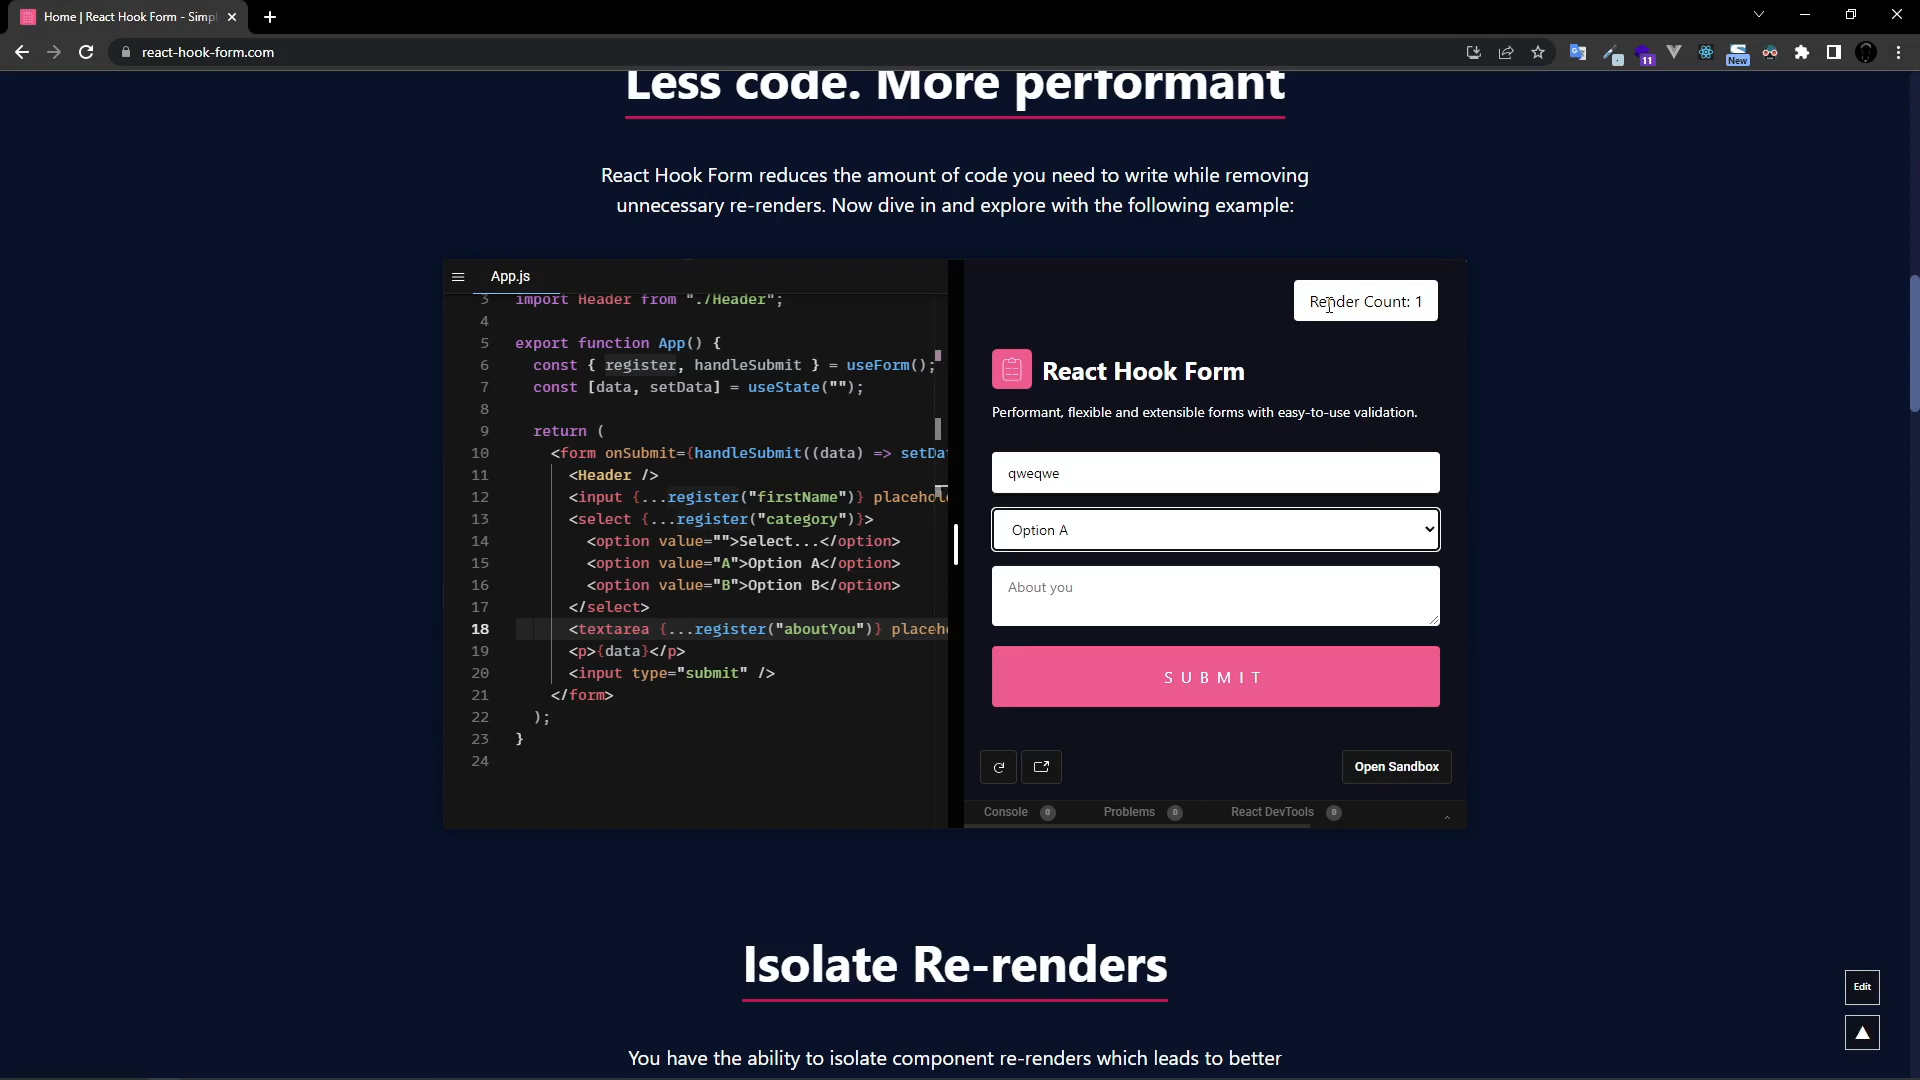 Home | React Hook Form - Simpl
react-hook-form.com
11
New
Less code. More performant
React Hook Form reduces the amount of code you need to write while removing
unnecessary re-renders. Now dive in and explore with the following example:
App.js
3 import Header from "./Header";
4
5 export function App() {
6 const { register, handleSubmit } = useForm();
7 const [data, setData] = useState("");
8
9 return (
10 <form onSubmit={handleSubmit((data) => setDa
11 <Header />
12 <input {...register("firstName")} placehol
13 <select {...register("category")}>
14 <option value="">Select...</option>
15 <option value="A">Option A</option>
16 <option value="B">Option B</option>
17 </select>
18 <textarea {...register("aboutYou")} placeh
19 <p>{data}</p>
20 <input type="submit" />
21 </form>
22 );
23 }
24
Render Count: 1
React Hook Form
Performant, flexible and extensible forms with easy-to-use validation.
qweqwe
Option A
About you
SUBMIT
Open Sandbox
Console 0 Problems 0 React DevTools 0
Isolate Re-renders
You have the ability to isolate component re-renders which leads to better
Edit